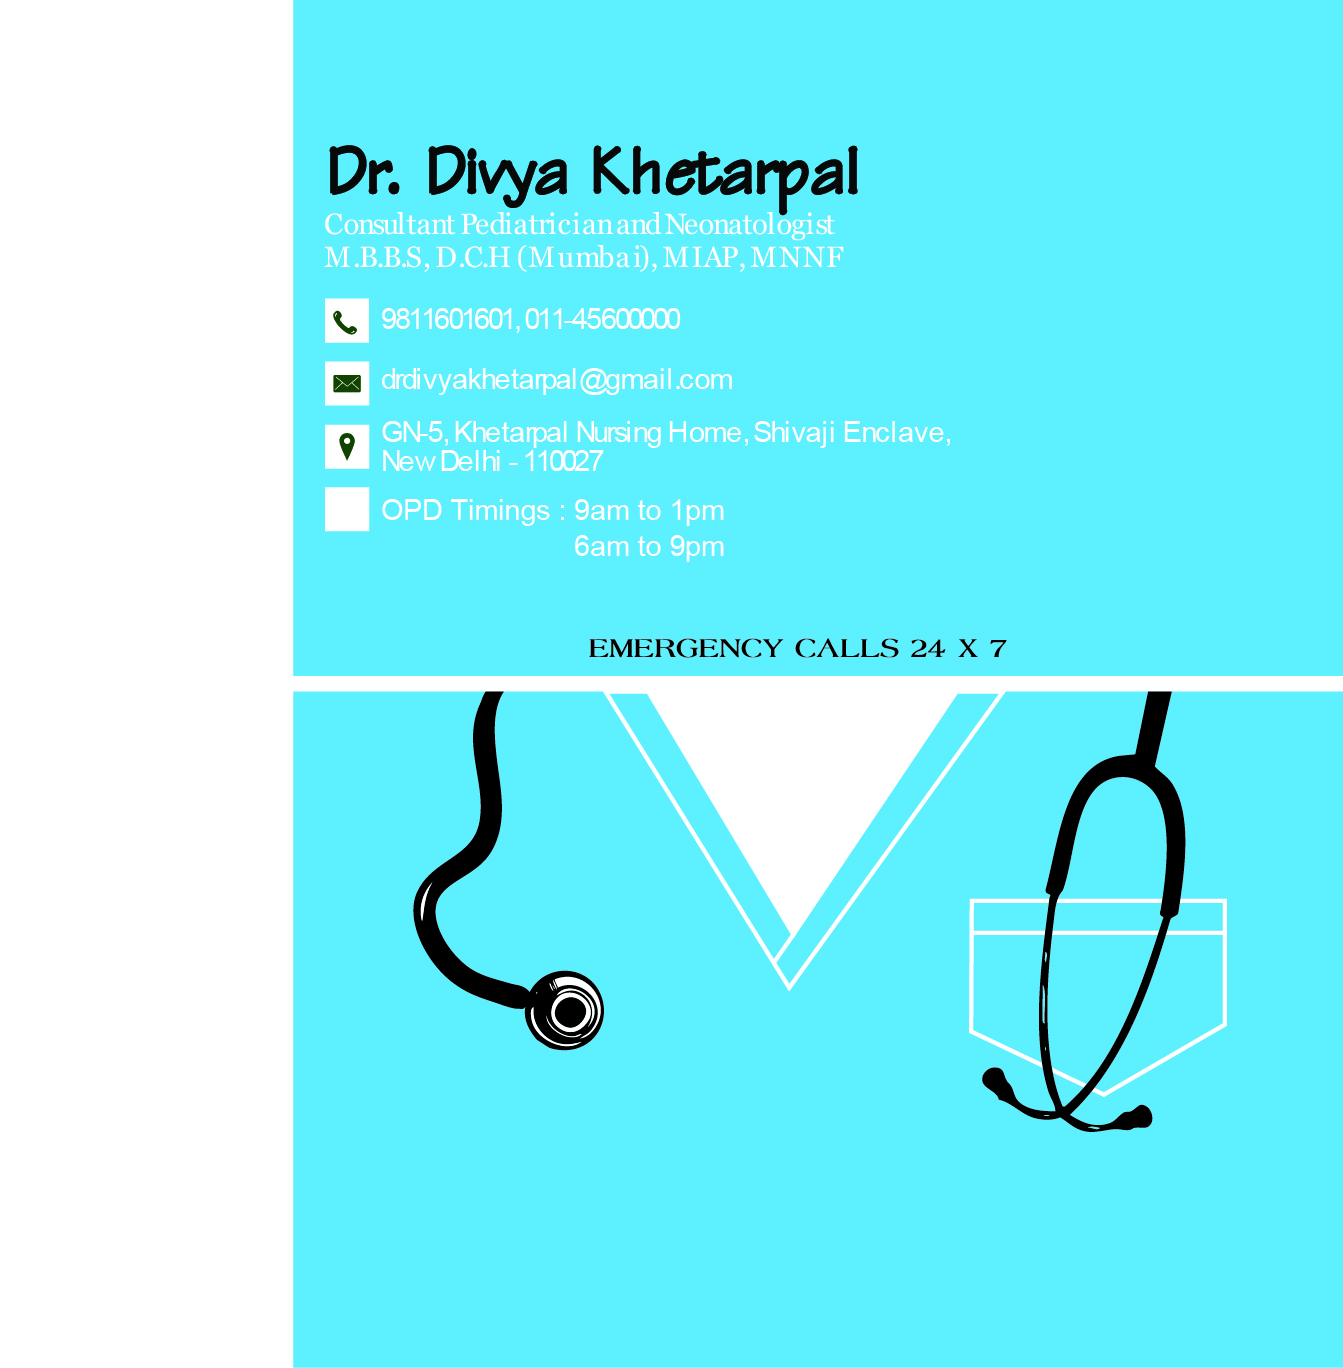 Dr. Divya Khetarpal
Consultant Pediatrician and Neonatologist
M.B.B.S, D.C.H (Mumbai), MIAP, MNNF
9811601601, 011-45600000
drdivyakhetarpal@gmail.com
GN-5, Khetarpal Nursing Home, Shivaji Enclave,
New Delhi - 110027
OPD Timings : 9am to 1pm
6am to 9pm
EMERGENCY CALLS 24 X 7